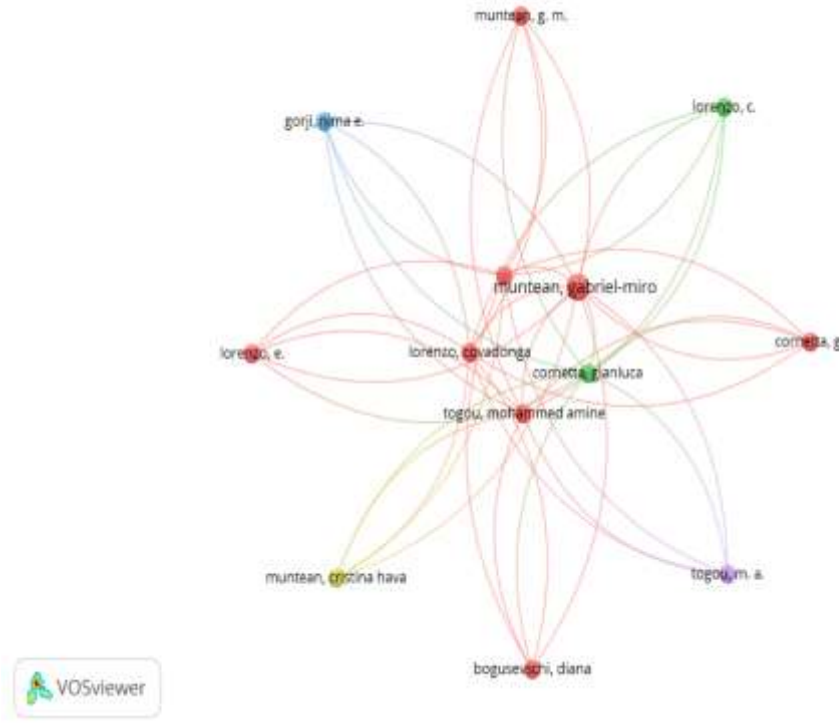 muntean, g. m.
lorenzo, c.
gorji, nima e.
muntean, gabriel-miro
cometta, g
lorenzo, e.
lorenzo, covadonga
cometta, gianluca
togou, mohammed amine
muntean, cristina hava
togou, m. a.
bogusevschi, diana
VOSviewer